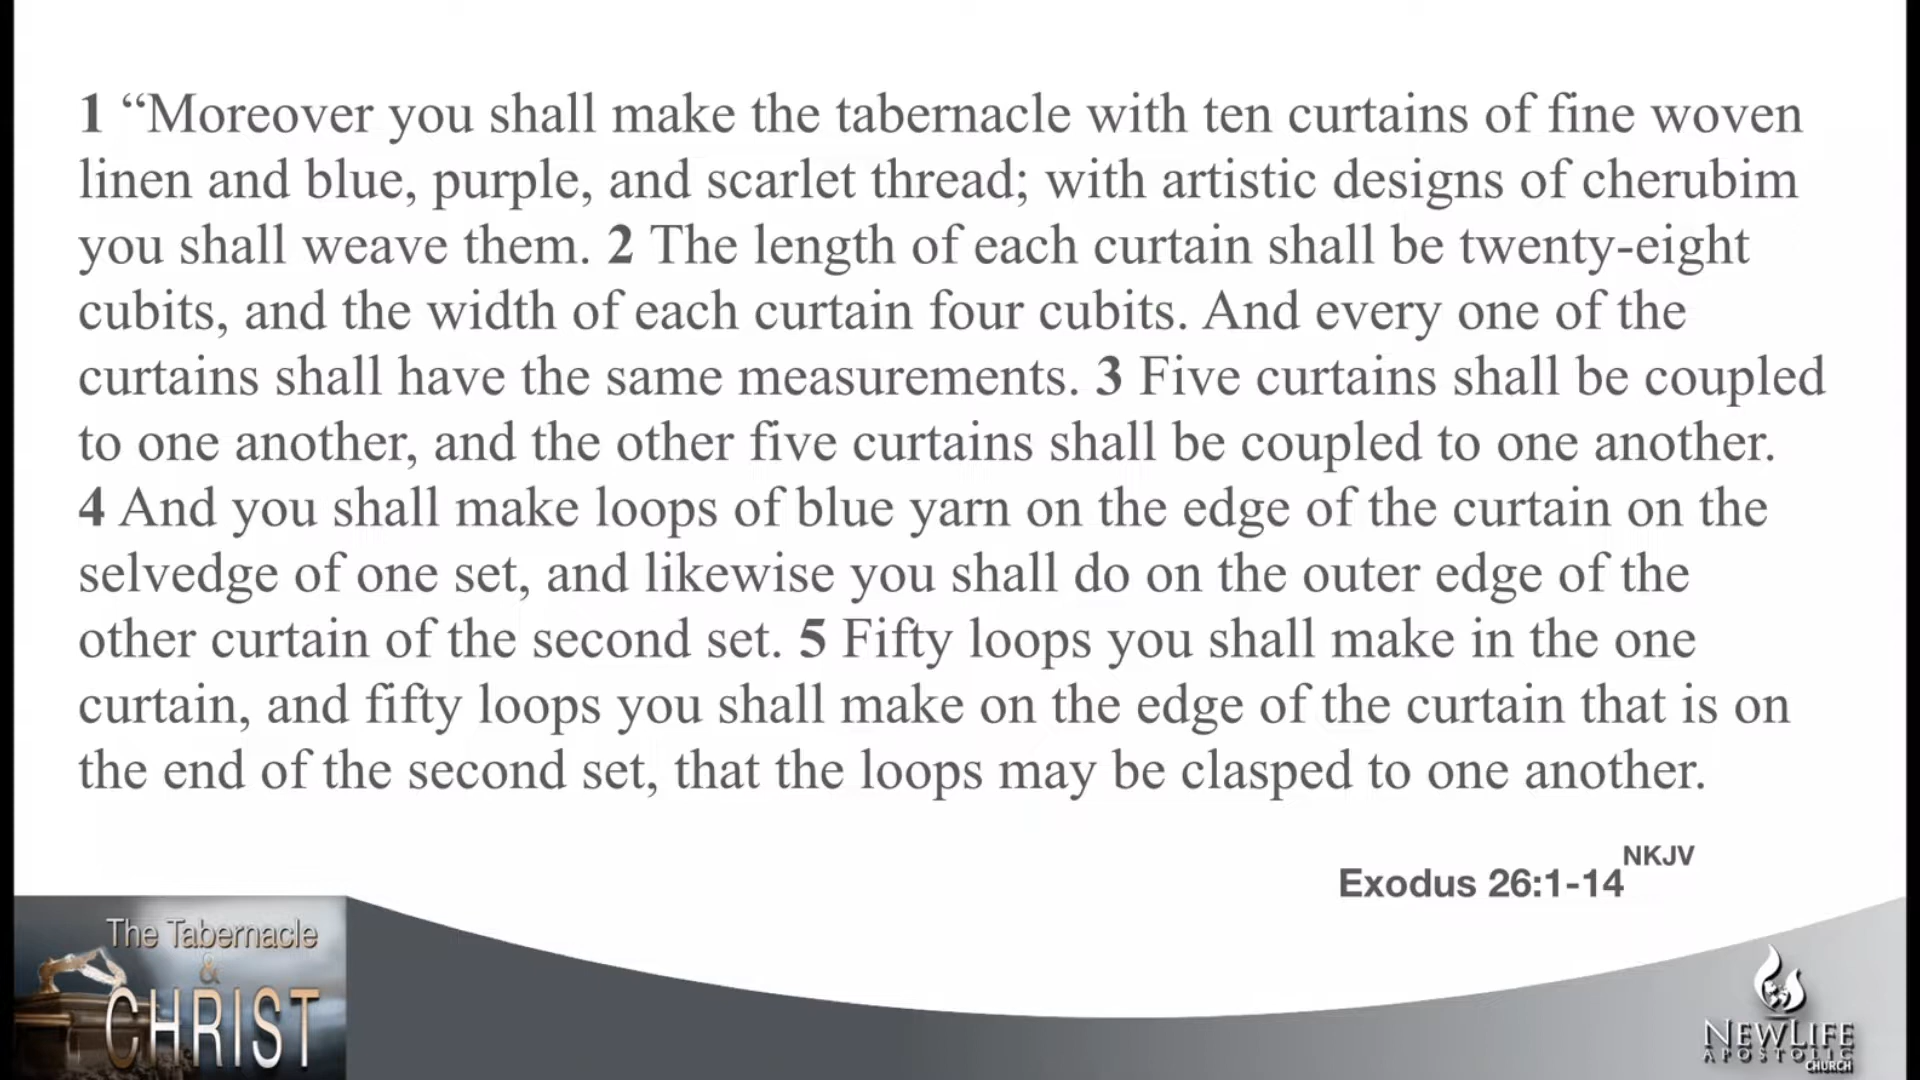 1 “Moreover you shall make the tabernacle with ten curtains of fine woven
linen and blue, purple, and scarlet thread; with artistic designs of cherubim
you shall weave them. 2 The length of each curtain shall be twenty-eight
cubits, and the width of each curtain four cubits. And every one of the
curtains shall have the same measurements. 3 Five curtains shall be coupled
to one another, and the other five curtains shall be coupled to one another.
4 And you shall make loops of blue yarn on the edge of the curtain on the
selvedge of one set, and likewise you shall do on the outer edge of the
other curtain of the second set. 5 Fifty loops you shall make in the one
curtain, and fifty loops you shall make on the edge of the curtain that is on
the end of the second set, that the loops may be clasped to one another.
Exodus 26:1-14 NKJV
The Tabernacle
&
CHRIST
NEWLIFE
APOSTOLIC
CHURCH